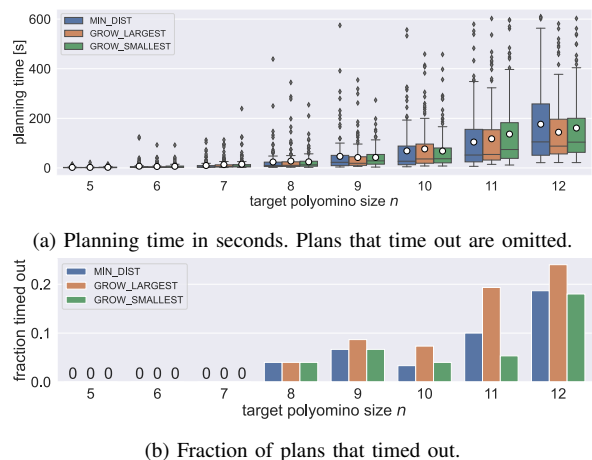 600
400
200
0
planning time [s]
MIN_DIST
GROW_LARGEST
GROW_SMALLEST
5 6 7 8 9 10 11 12
target polyomino size n
(a) Planning time in seconds. Plans that time out are omitted.
0.2
0.1
0.0
fraction timed out
MIN_DIST
GROW_LARGEST
GROW_SMALLEST
0 0 0 0 0 0 0 0 0
5 6 7 8 9 10 11 12
target polyomino size n
(b) Fraction of plans that timed out.